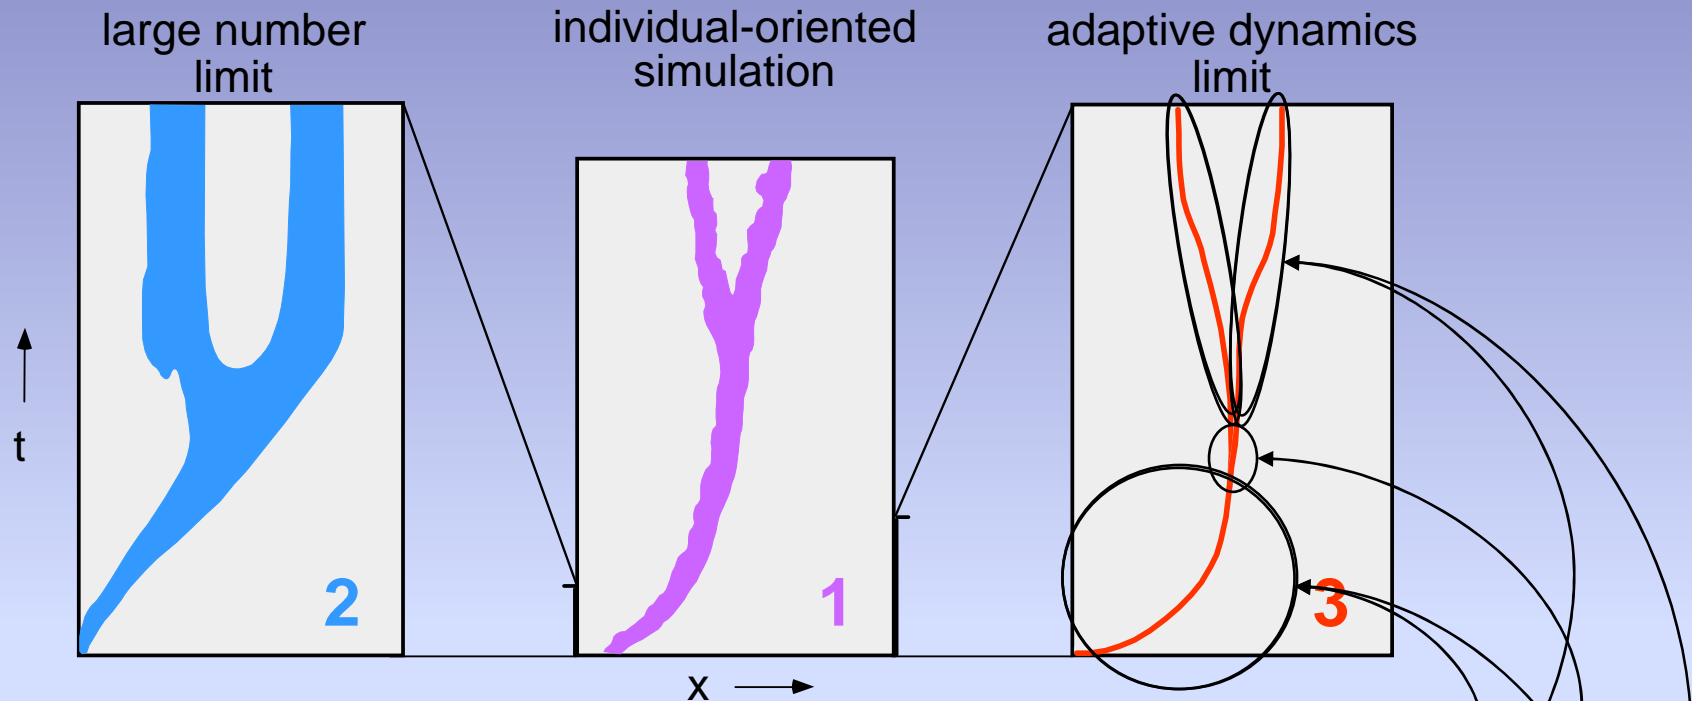 large number
limit
individual-oriented
simulation
adaptive dynamics
limit
t
2
1
3
x